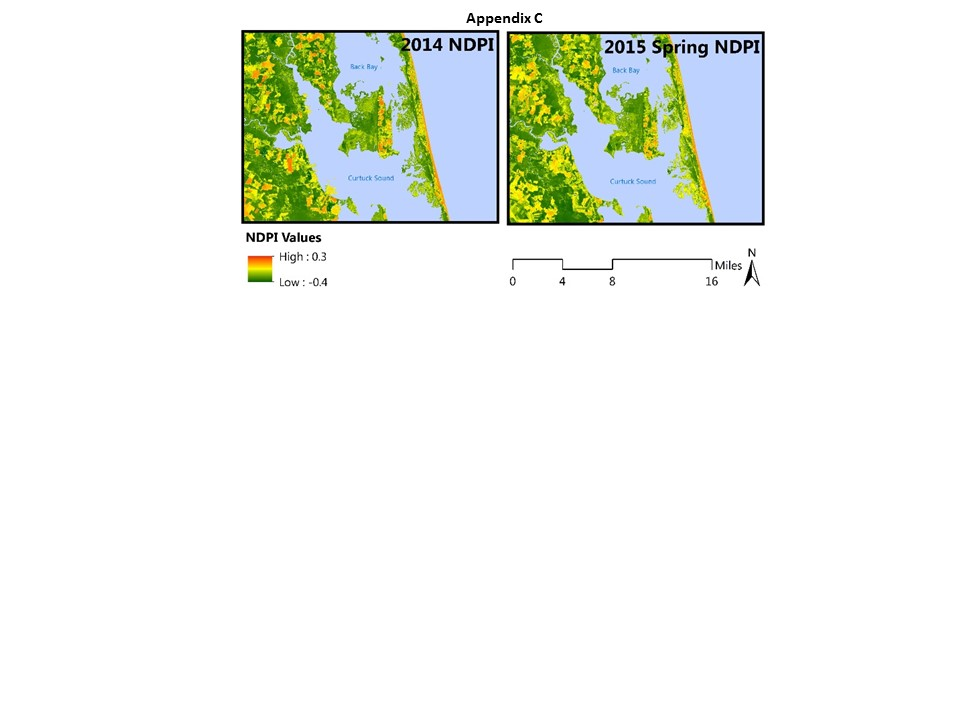 Appendix C
2014 NDPI
Back Bay
Curtuck Sound
2015 Spring NDPI
Back Bay
Curtuck Sound
NDPI Values
High : 0.3
Low : -0.4
N
Miles
0 4 8 16